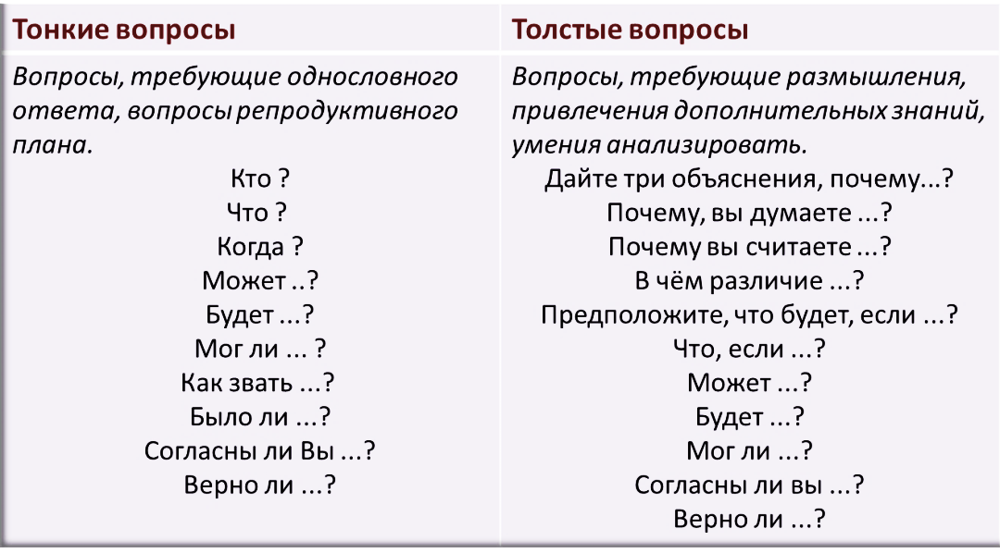 Тонкие вопросы
Вопросы, требующие однословного
ответа, вопросы репродуктивного
плана.
Кто ?
Что ?
Когда ?
Может ..?
Будет ...?
Мог ли ... ?
Как звать ...?
Было ли ...?
Согласны ли Вы ...?
Верно ли ...?
Толстые вопросы
Вопросы, требующие размышления,
привлечения дополнительных знаний,
умения анализировать.
Дайте три объяснения, почему...?
Почему, вы думаете ...?
Почему вы считаете ...?
В чём различие ...?
Предположите, что будет, если ...?
Что, если ...?
Может ...?
Будет ...?
Мог ли ...?
Согласны ли вы ...?
Верно ли ...?